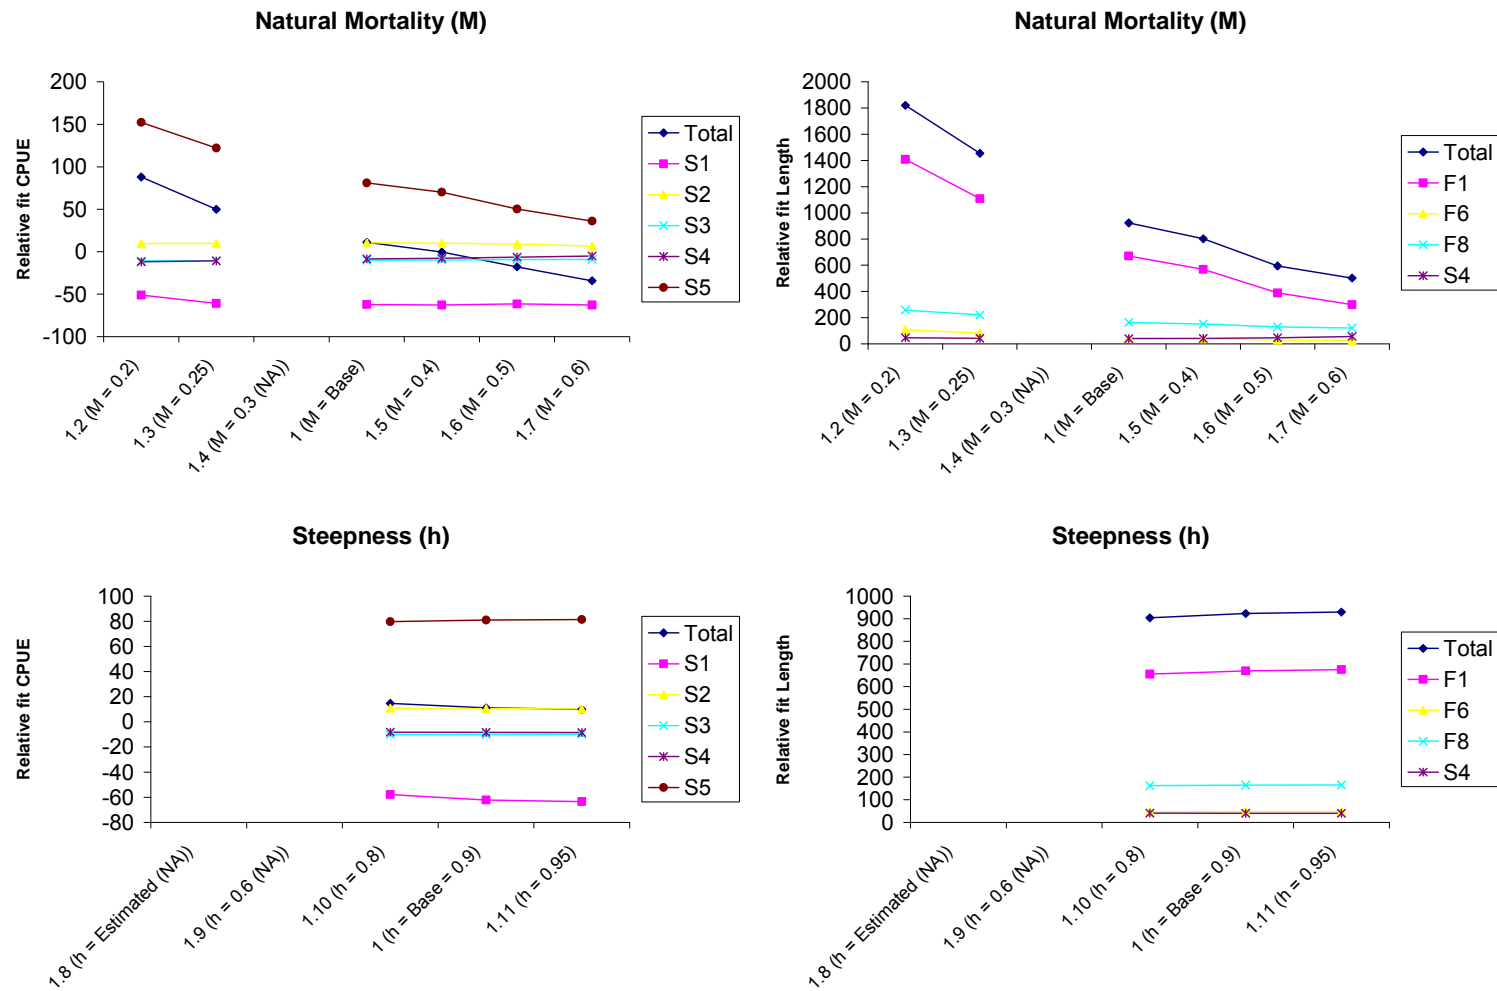 Natural Mortality (M)
Relative fit CPUE
200
150
100
50
0
-50
-100
1.2 (M = 0.2)
1.3 (M = 0.25)
1.4 (M = 0.3 (NA))
1 (M = Base)
1.5 (M = 0.4)
1.6 (M = 0.5)
1.7 (M = 0.6)
Total
S1
S2
S3
S4
S5
Natural Mortality (M)
Relative fit Length
2000
1800
1600
1400
1200
1000
800
600
400
200
0
1.2 (M = 0.2)
1.3 (M = 0.25)
1.4 (M = 0.3 (NA))
1 (M = Base)
1.5 (M = 0.4)
1.6 (M = 0.5)
1.7 (M = 0.6)
Total
F1
F6
F8
S4
Steepness (h)
Relative fit CPUE
100
80
60
40
20
0
-20
-40
-60
-80
1.8 (h = Estimated (NA))
1.9 (h = 0.6 (NA))
1.10 (h = 0.8)
1 (h = Base = 0.9)
1.11 (h = 0.95)
Total
S1
S2
S3
S4
S5
Steepness (h)
Relative fit Length
1000
900
800
700
600
500
400
300
200
100
0
1.8 (h = Estimated (NA))
1.9 (h = 0.6 (NA))
1.10 (h = 0.8)
1 (h = Base = 0.9)
1.11 (h = 0.95)
Total
F1
F6
F8
S4